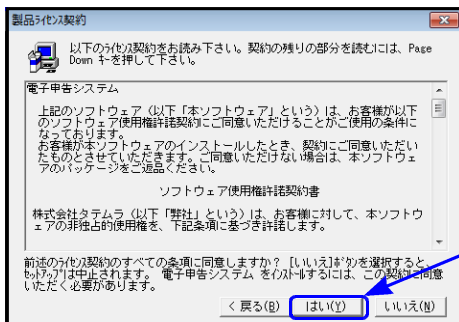 製品ﾗｲｾﾝｽ契約
以下のﾗｲｾﾝｽ契約をお読み下さい。契約の残りの部分を読むには、Page
Down ｷｰを押して下さい。
電子申告システム
上記のソフトウェア（以下「本ソフトウェア」という）は、お客様が以下
のソフトウェア使用権許諾契約にご同意いただけることがご使用の条件に
なっております。
お客様が本ソフトウェアのインストールしたとき、契約にご同意いただい
たものとさせていただきます。ご同意いただけない場合は、本ソフトウェ
アのパッケージをご返品ください。
ソフトウェア使用権許諾契約書
株式会社タテムラ（以下「弊社」という）は、お客様に対して、本ソフトウ
ェアの非独占的使用権を、下記条項に基づき許諾します。
前述のﾗｲｾﾝｽ契約のすべての条項に同意しますか？ [いいえ]ﾎﾞﾀﾝを選択すると、
ｾｯﾄｱｯﾌﾟは中止されます。 電子申告システム をｲﾝｽﾄｰﾙするには、この契約に同意
いただく必要があります。
< 戻る(B)
はい(Y)
いいえ(N)